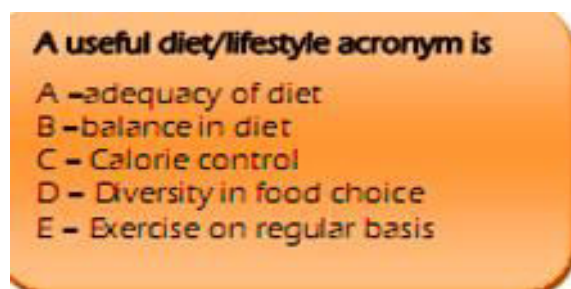 A useful diet/lifestyle acronym is
A –adequacy of diet
B –balance in diet
C – Calorie control
D – Diversity in food choice
E – Exercise on regular basis